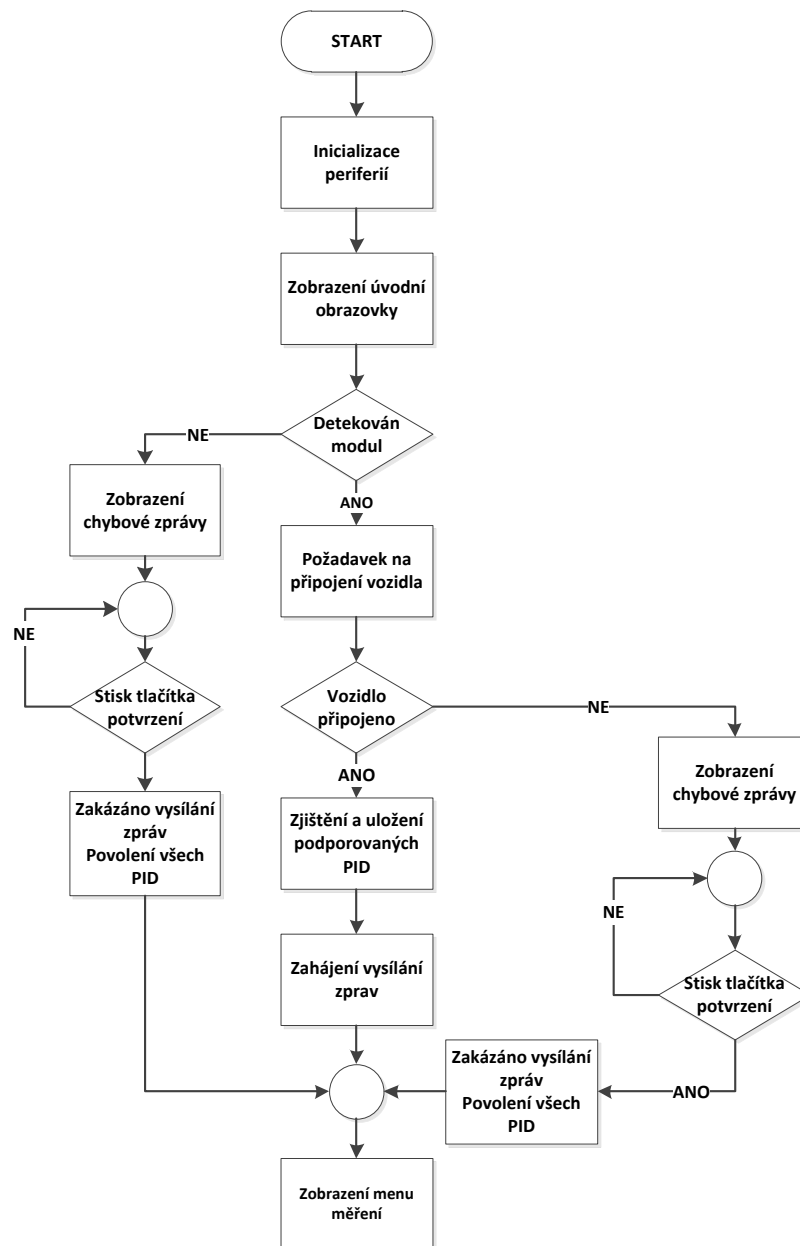 START
Inicializace
periferií
Zobrazení úvodní
obrazovky
Detekován
modul
NE
ANO
Zobrazení
chybové zprávy
Požadavek na
připojení vozidla
NE
Stisk tlačítka
potvrzení
Vozidlo
připojeno
NE
ANO
Zobrazení
chybové zprávy
Zakázáno vysílání
zpráv
Povolení všech
PID
Zjištění a uložení
podporovaných
PID
NE
Stisk tlačítka
potvrzení
Zahájení vysílání
zprav
Zakázáno vysílání
zpráv
Povolení všech
PID
ANO
Zobrazení menu
měření